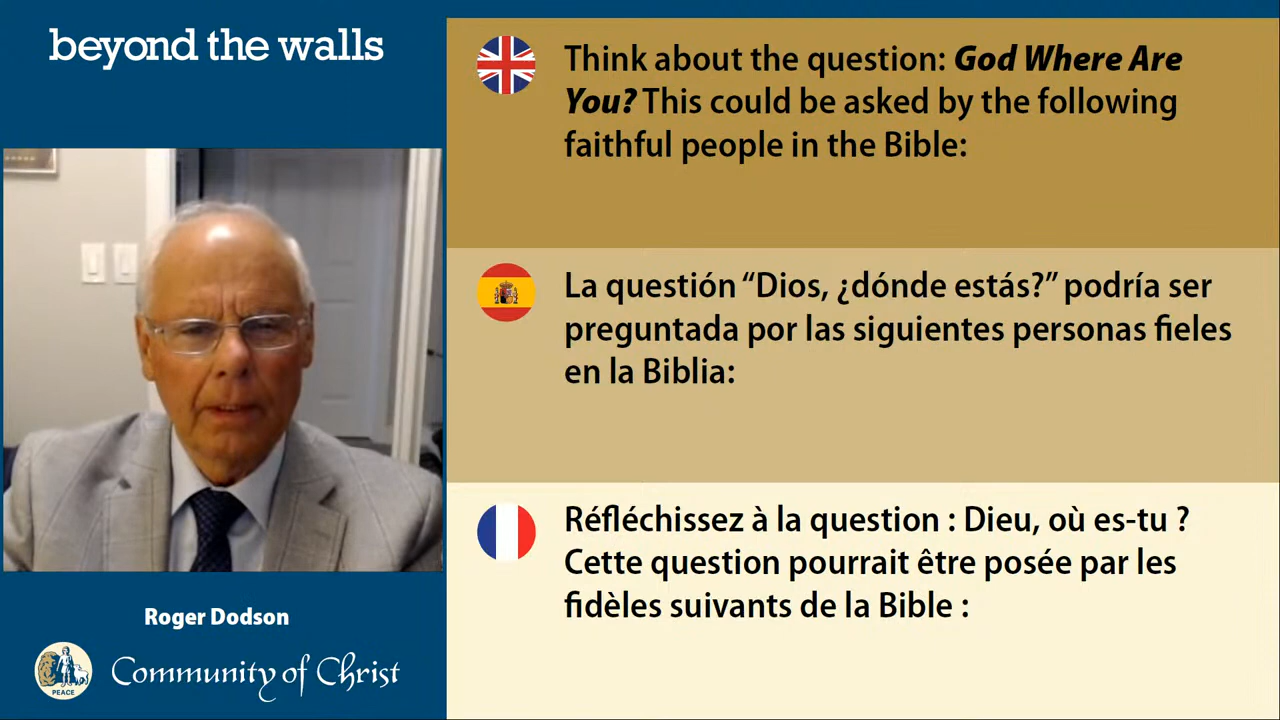 beyond the walls
Think about the question: God Where Are
You? This could be asked by the following
faithful people in the Bible:
La questión “Dios, ¿dónde estás?” podría ser
preguntada por las siguientes personas fieles
en la Biblia:
Réfléchissez à la question : Dieu, où es-tu ?
Cette question pourrait être posée par les
fidèles suivants de la Bible :
Roger Dodson
PEACE
Community of Christ